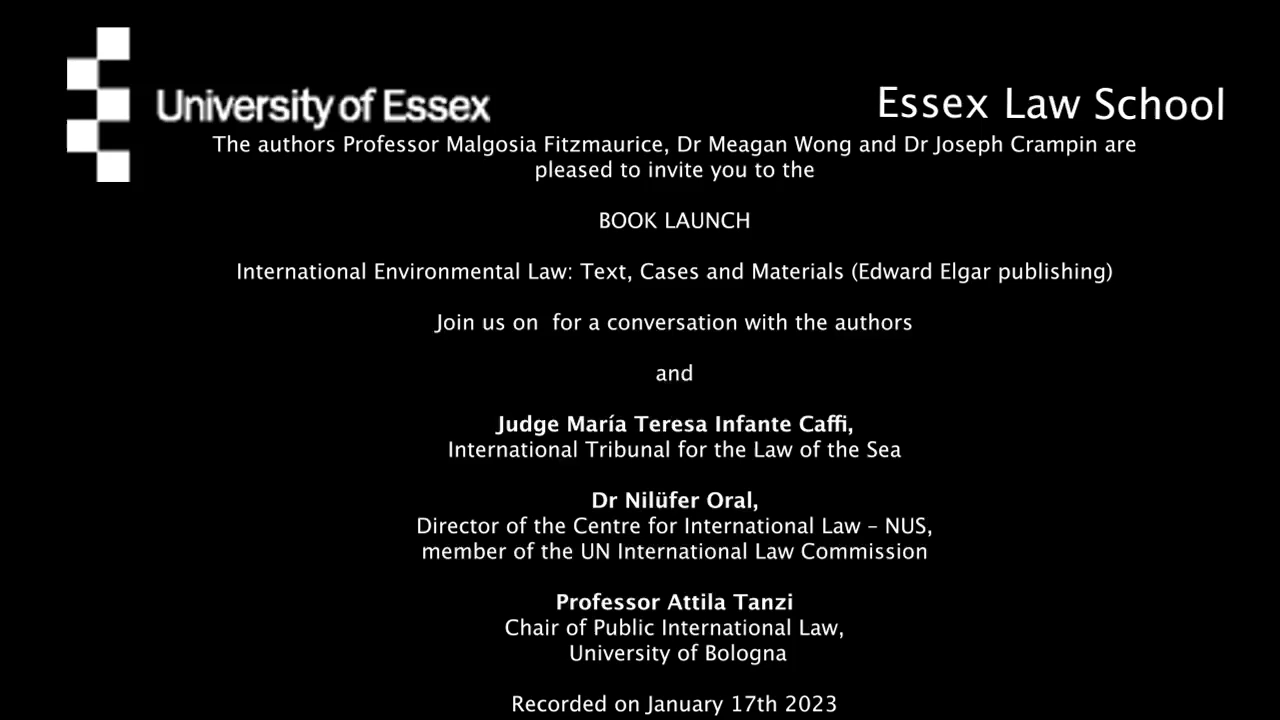 University of Essex
Essex Law School
The authors Professor Malgosia Fitzmaurice, Dr Meagan Wong and Dr Joseph Crampin are
pleased to invite you to the
BOOK LAUNCH
International Environmental Law: Text, Cases and Materials (Edward Elgar publishing)
Join us on  for a conversation with the authors
and
Judge María Teresa Infante Caffi,
International Tribunal for the Law of the Sea
Dr Nilüfer Oral,
Director of the Centre for International Law – NUS,
member of the UN International Law Commission
Professor Attila Tanzi
Chair of Public International Law,
University of Bologna
Recorded on January 17th 2023